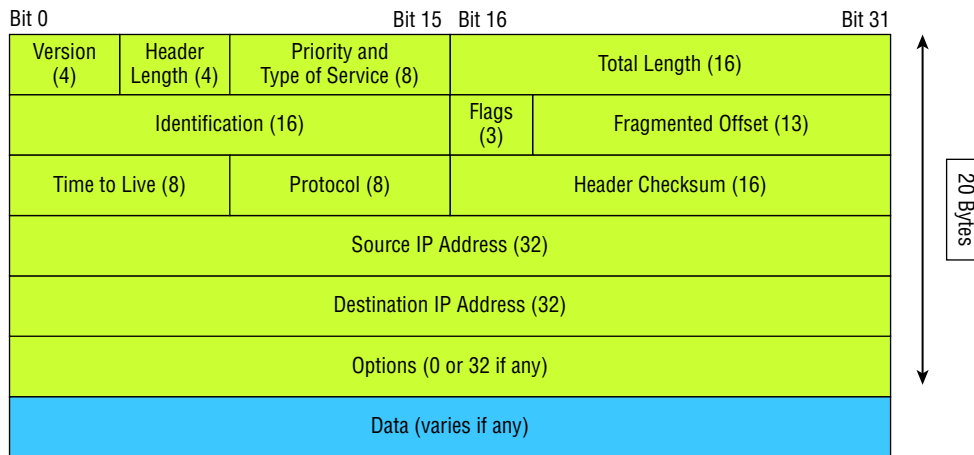 Bit 0 Bit 15 Bit 16 Bit 31
Version
(4)
Header
Length (4)
Priority and
Type of Service (8)
Total Length (16)
Identification (16)
Flags
(3)
Fragmented Offset (13)
Time to Live (8)
Protocol (8)
Header Checksum (16)
Source IP Address (32)
Destination IP Address (32)
Options (0 or 32 if any)
Data (varies if any)
20 Bytes